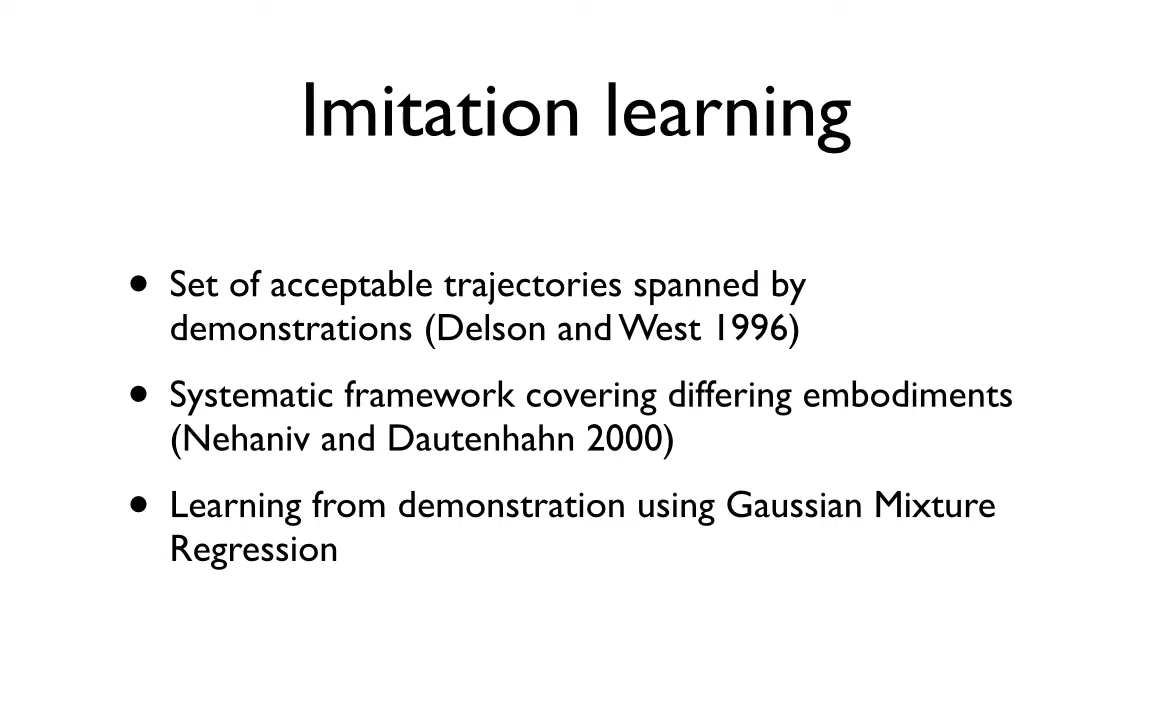 Imitation learning
• Set of acceptable trajectories spanned by
demonstrations (Delson and West 1996)
• Systematic framework covering differing embodiments
(Nehaniv and Dautenhahn 2000)
• Learning from demonstration using Gaussian Mixture
Regression